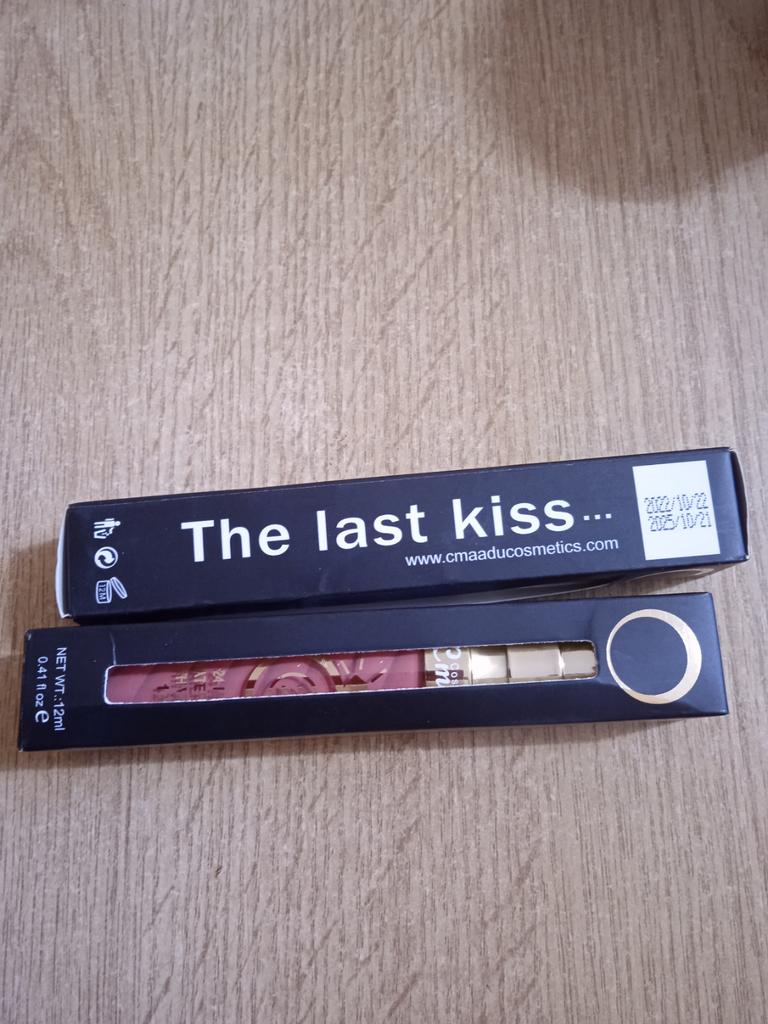 The last kiss...
www.cmaaducosmetics.com
2022/10/22
2025/10/21
12M
NET WT.:12ml
0.41 fl oz e